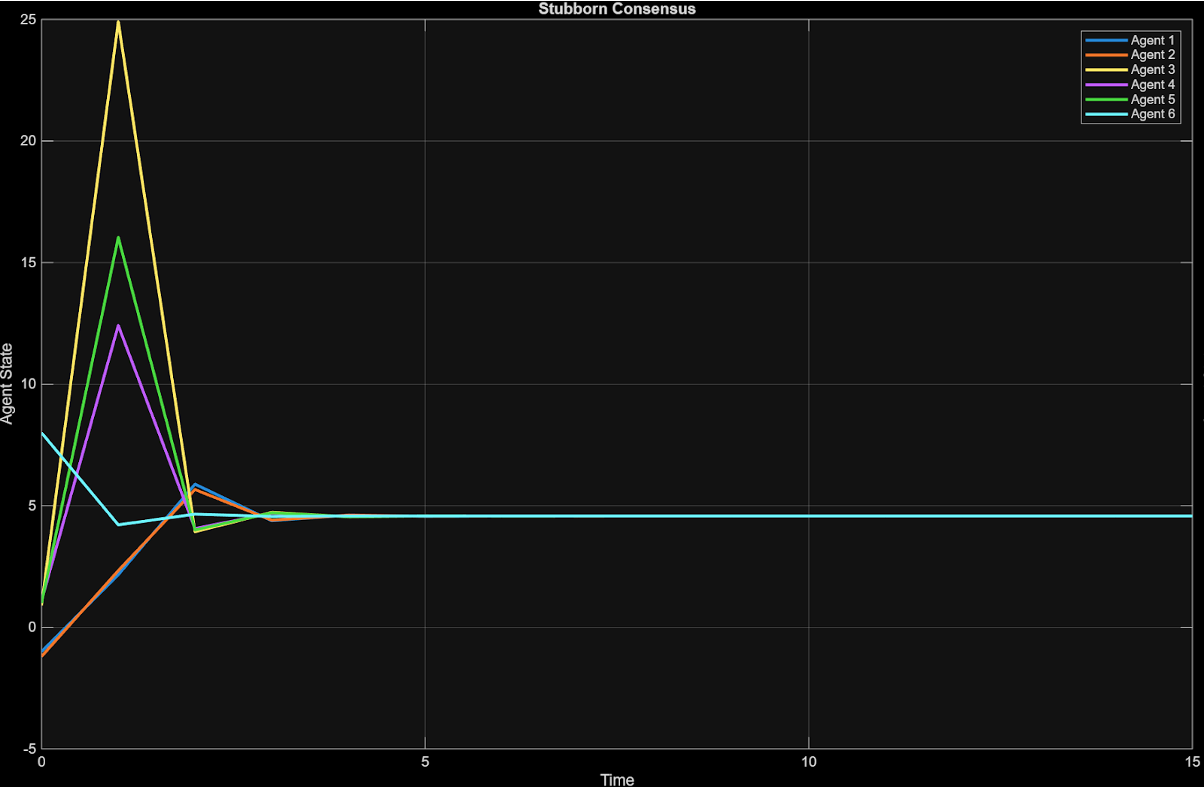 Stubborn Consensus
25
20
15
10
5
0
-5
Agent State
Agent 1
Agent 2
Agent 3
Agent 4
Agent 5
Agent 6
0 5 10 15
Time